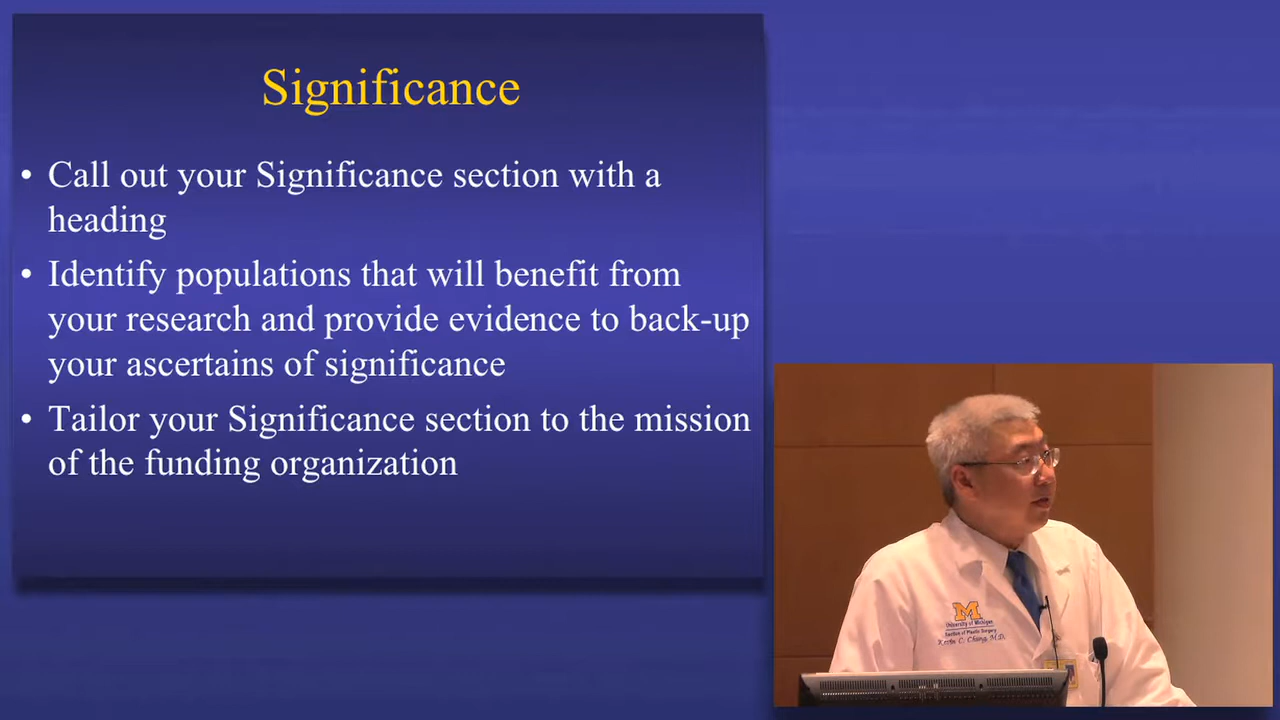 Significance
• Call out your Significance section with a
heading
• Identify populations that will benefit from
your research and provide evidence to back-up
your ascertains of significance
• Tailor your Significance section to the mission
of the funding organization
M
University of Michigan
Section of Plastic Surgery
Kevin C. Chung, M.D.